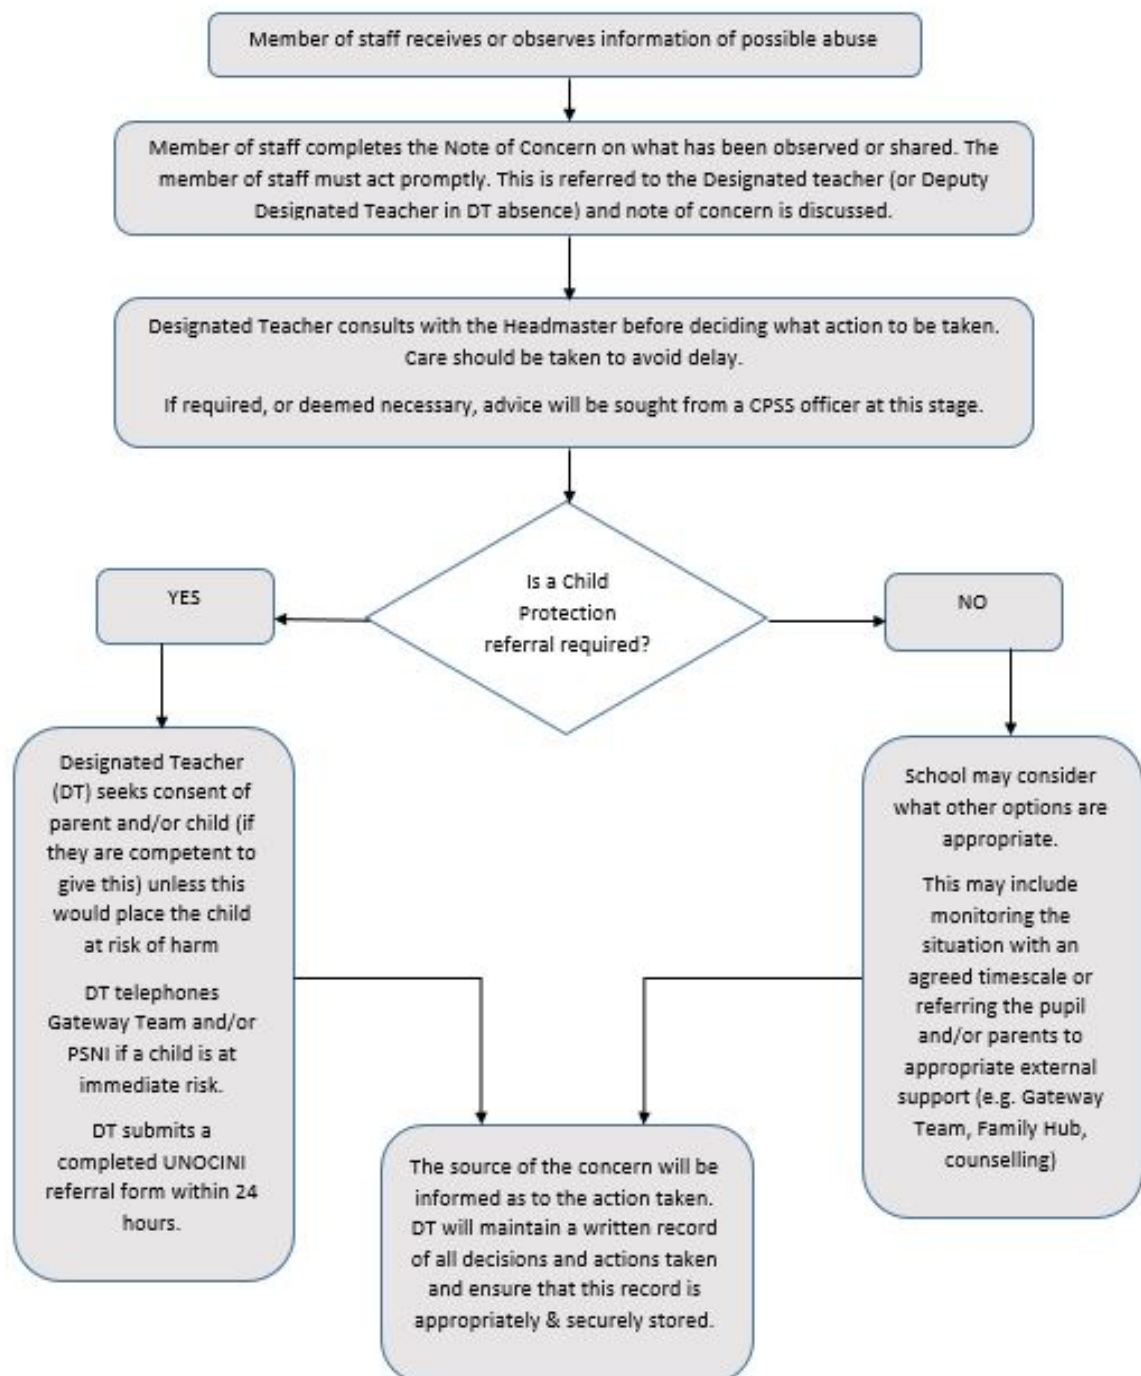 Member of staff receives or observes information of possible abuse
Member of staff completes the Note of Concern on what has been observed or shared. The
member of staff must act promptly. This is referred to the Designated teacher (or Deputy
Designated Teacher in DT absence) and note of concern is discussed.
Designated Teacher consults with the Headmaster before deciding what action to be taken.
Care should be taken to avoid delay.
If required, or deemed necessary, advice will be sought from a CPSS officer at this stage.
Is a Child
Protection
referral required?
YES
NO
Designated Teacher
(DT) seeks consent of
parent and/or child (if
they are competent to
give this) unless this
would place the child
at risk of harm
DT telephones
Gateway Team and/or
PSNI if a child is at
immediate risk.
DT submits a
completed UNOCINI
referral form within 24
hours.
School may consider
what other options are
appropriate.
This may include
monitoring the
situation with an
agreed timescale or
referring the pupil
and/or parents to
appropriate external
support (e.g. Gateway
Team, Family Hub,
counselling)
The source of the concern will be
informed as to the action taken.
DT will maintain a written record
of all decisions and actions taken
and ensure that this record is
appropriately & securely stored.